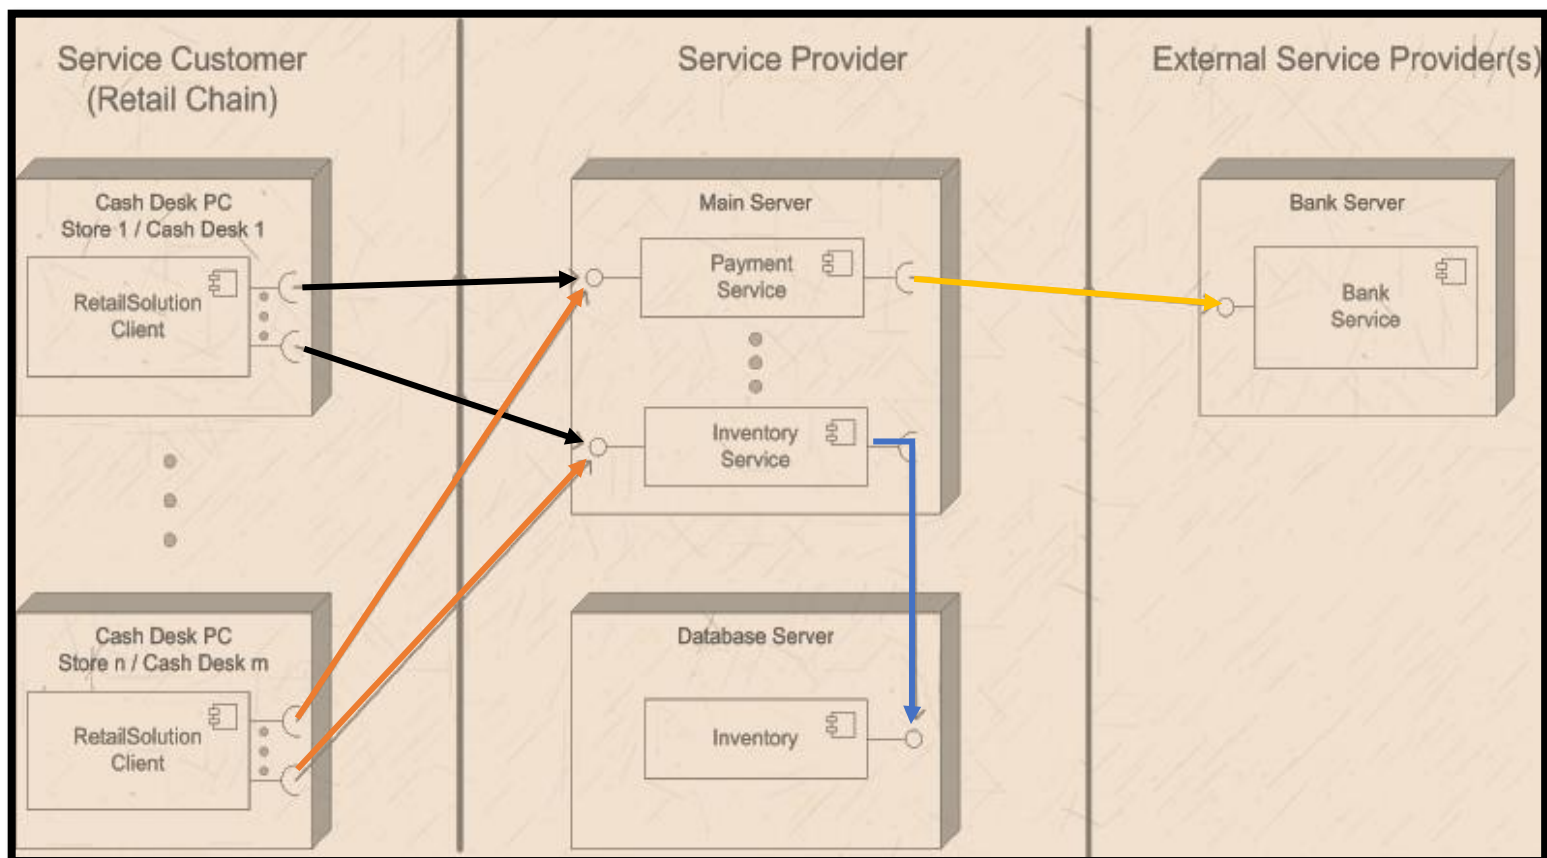 Service Customer
(Retail Chain)
Service Provider
External Service Provider(s)
Cash Desk PC
Store 1 / Cash Desk 1
RetailSolution
Client
Main Server
Payment
Service
Inventory
Service
Bank Server
Bank
Service
Cash Desk PC
Store n / Cash Desk m
RetailSolution
Client
Database Server
Inventory